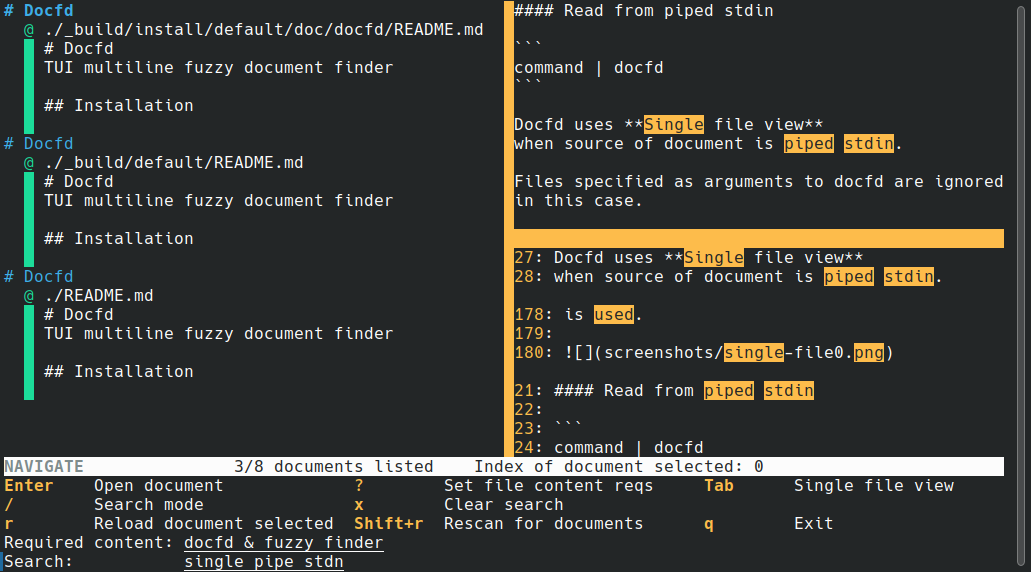 # Docfd
@ ./_build/install/default/doc/docfd/README.md
# Docfd
TUI multiline fuzzy document finder
## Installation
# Docfd
@ ./_build/default/README.md
# Docfd
TUI multiline fuzzy document finder
## Installation
# Docfd
@ ./README.md
# Docfd
TUI multiline fuzzy document finder
## Installation
#### Read from piped stdin
```
command | docfd
```
Docfd uses **Single file view**
when source of document is piped stdin.
Files specified as arguments to docfd are ignored
in this case.
27: Docfd uses **Single file view**
28: when source of document is piped stdin.
178: is used.
179:
180: ![](screenshots/single-file0.png)
21: #### Read from piped stdin
22:
23: ```
24: command | docfd
NAVIGATE 3/8 documents listed Index of document selected: 0
Enter Open document ? Set file content reqs Tab Single file view
/ Search mode x Clear search
r Reload document selected Shift+r Rescan for documents q Exit
Required content: docfd & fuzzy finder
Search: single pipe stdn